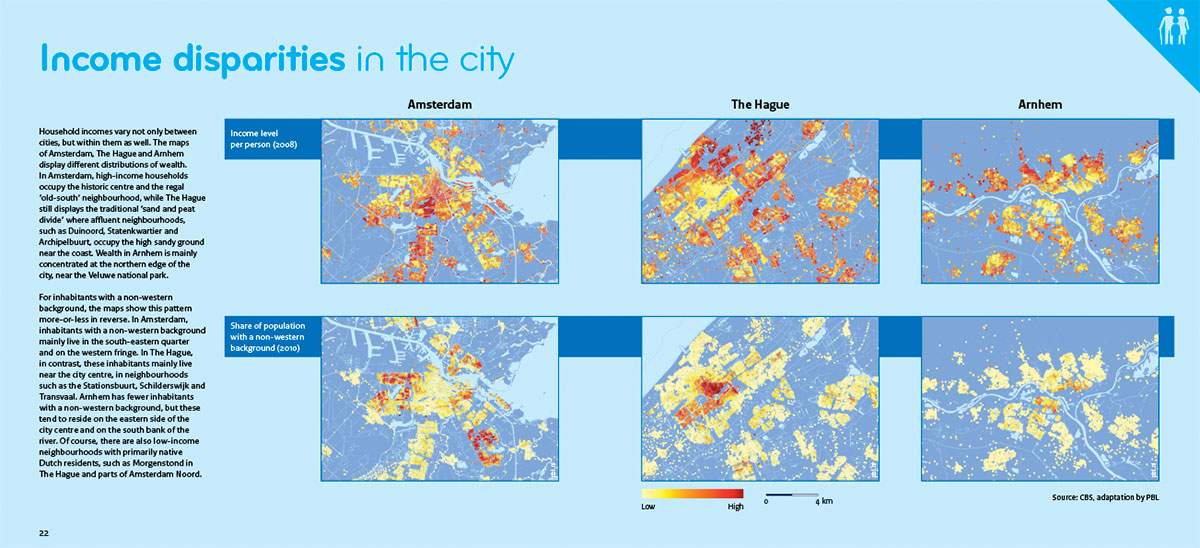 Income disparities in the city
Household incomes vary not only between
cities, but within them as well. The maps
of Amsterdam, The Hague and Arnhem
display different distributions of wealth.
In Amsterdam, high-income households
occupy the historic centre and the regal
‘old-south’ neighbourhood, while The Hague
still displays the traditional ‘sand and peat
divide’ where affluent neighbourhoods,
such as Duinoord, Statenkwartier and
Archipelbuurt, occupy the high sandy ground
near the coast. Wealth in Arnhem is mainly
concentrated at the northern edge of the
city, near the Veluwe national park.
For inhabitants with a non-western
background, the maps show this pattern
more-or-less in reverse. In Amsterdam,
inhabitants with a non-western background
mainly live in the south-eastern quarter
and on the western fringe. In The Hague,
in contrast, these inhabitants mainly live
near the city centre, in neighbourhoods
such as the Stationsbuurt, Schilderswijk and
Transvaal. Arnhem has fewer inhabitants
with a non-western background, but these
tend to reside on the eastern side of the
city centre and on the south bank of the
river. Of course, there are also low-income
neighbourhoods with primarily native
Dutch residents, such as Morgenstond in
The Hague and parts of Amsterdam Noord.
Amsterdam
The Hague
Arnhem
Income level
per person (2008)
Share of population
with a non-western
background (2010)
Low
High
0
4 km
Source: CBS, adaptation by PBL
22